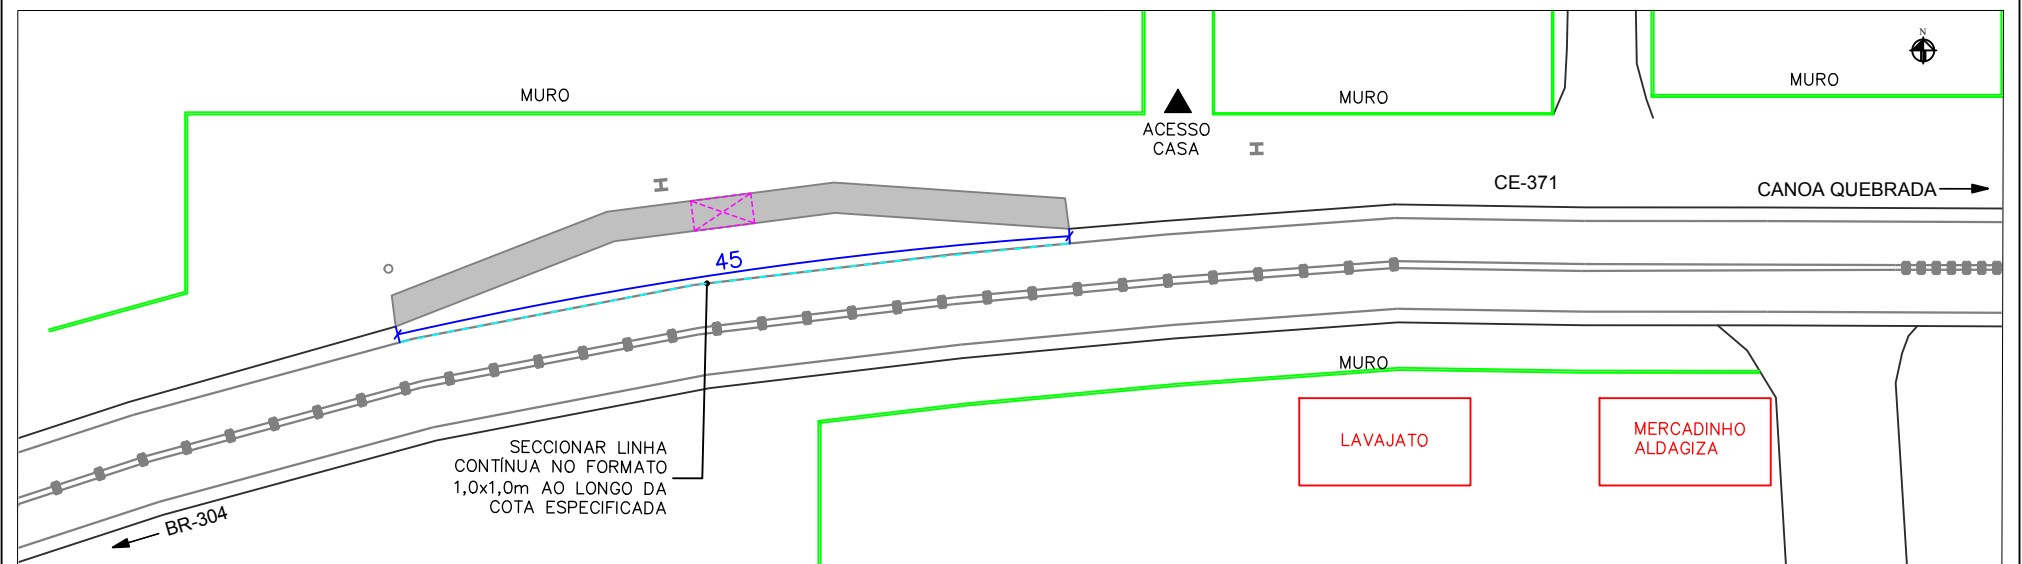 N
MURO
MURO
MURO
ACESSO
CASA
CE-371
CANOA QUEBRADA
45
MURO
SECCIONAR LINHA
CONTÍNUA NO FORMATO
1,0x1,0m AO LONGO DA
COTA ESPECIFICADA
LAVAJATO
MERCADINHO
ALDAGIZA
BR-304